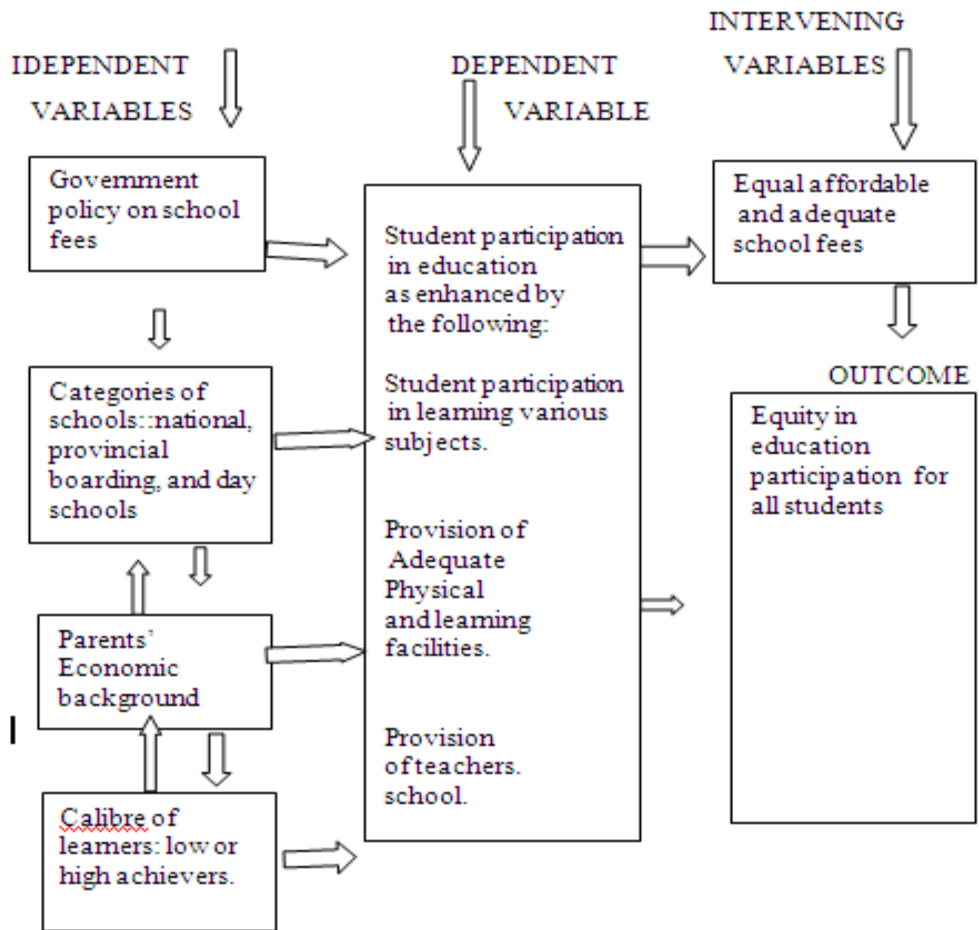 IDEPENDENT
VARIABLES
Government
policy on school
fees
Categories of
schools::national,
provincial
boarding, and day
schools
Parents’
Economic
background
Calibre of
learners: low or
high achievers.
DEPENDENT
VARIABLE
Student participation
in education
as enhanced by
the following:
Student participation
in learning various
subjects.
Provision of
Adequate
Physical
and learning
facilities.
Provision
of teachers.
school.
INTERVENING
VARIABLES
Equal affordable
and adequate
school fees
OUTCOME
Equity in
education
participation for
all students